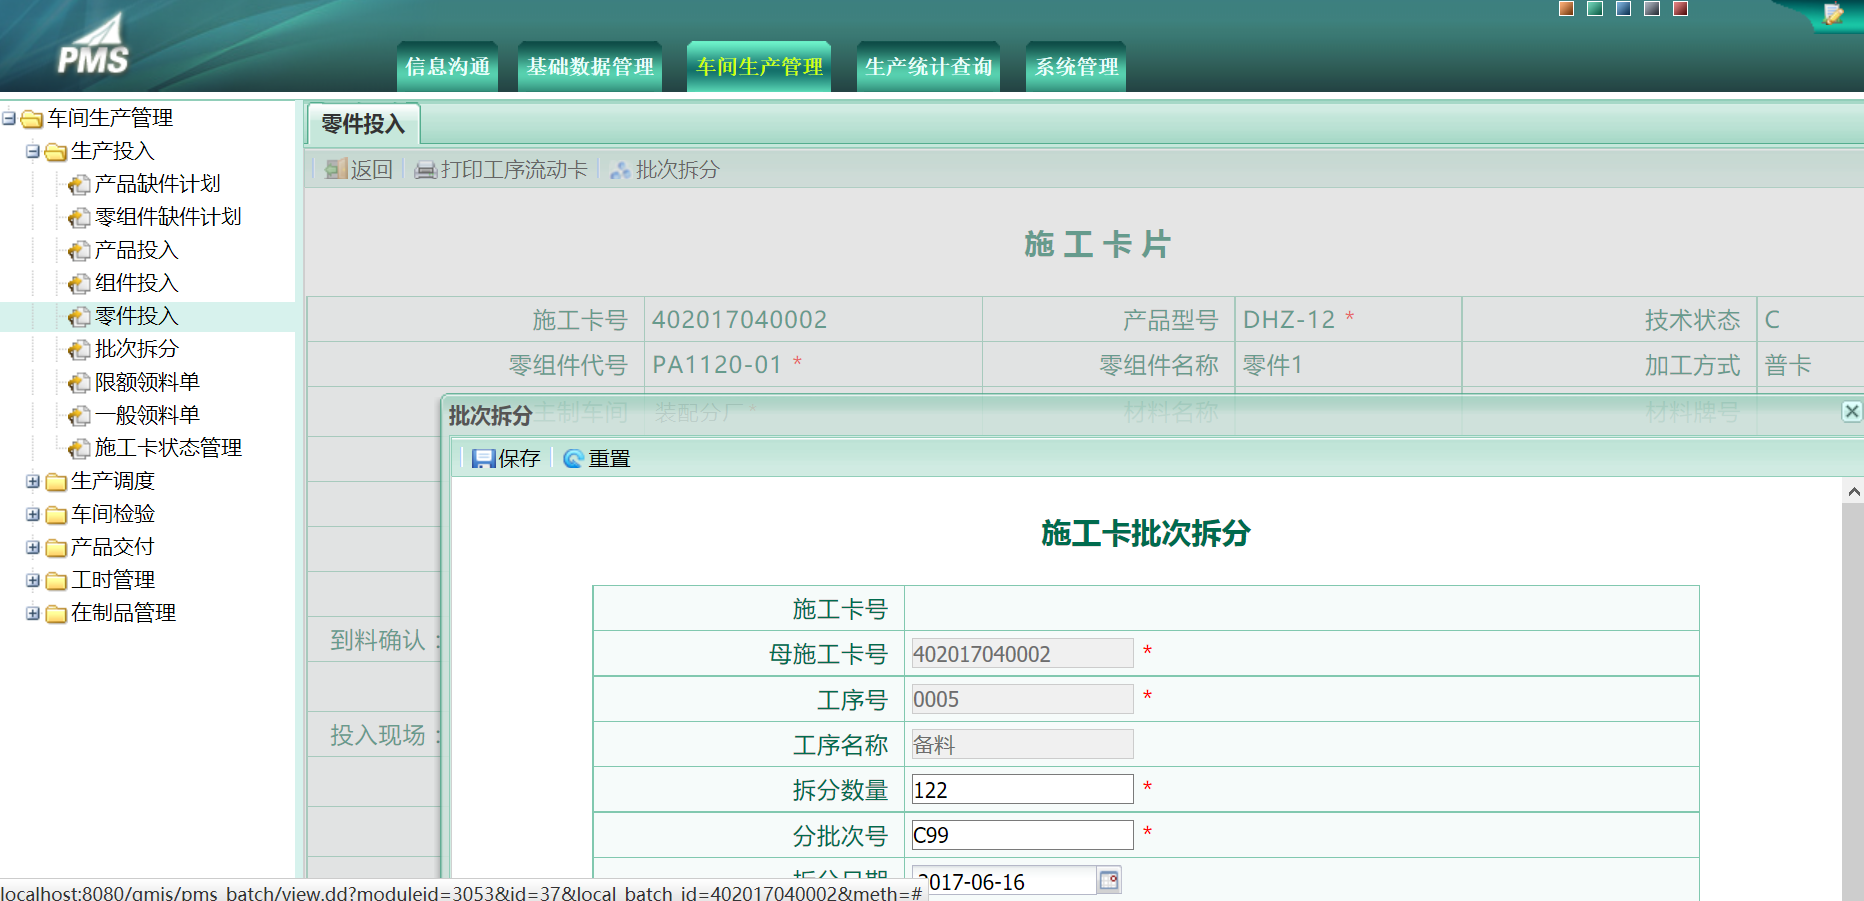 PMS
信息沟通 基础数据管理 车间生产管理 生产统计查询 系统管理
车间生产管理
生产投入
产品缺件计划
零组件缺件计划
产品投入
组件投入
零件投入
批次拆分
限额领料单
一般领料单
施工卡状态管理
生产调度
车间检验
产品交付
工时管理
在制品管理
零件投入
返回 打印工序流动卡 批次拆分
施工卡片
施工卡号 402017040002 产品型号 DHZ-12 * 技术状态 C
零组件代号 PA1120-01 * 零组件名称 零件1 加工方式 普卡
主制车间 装配分厂 * 材料名称 材料牌号
到料确认：
投入现场：
批次拆分
保存 重置
施工卡批次拆分
施工卡号
母施工卡号 402017040002 *
工序号 0005 *
工序名称 备料
拆分数量 122 *
分批次号 C99 *
拆分日期 2017-06-16
localhost:8080/qmis/pms_batch/view.dd?moduleid=3053&id=37&local_batch_id=402017040002&meth=#